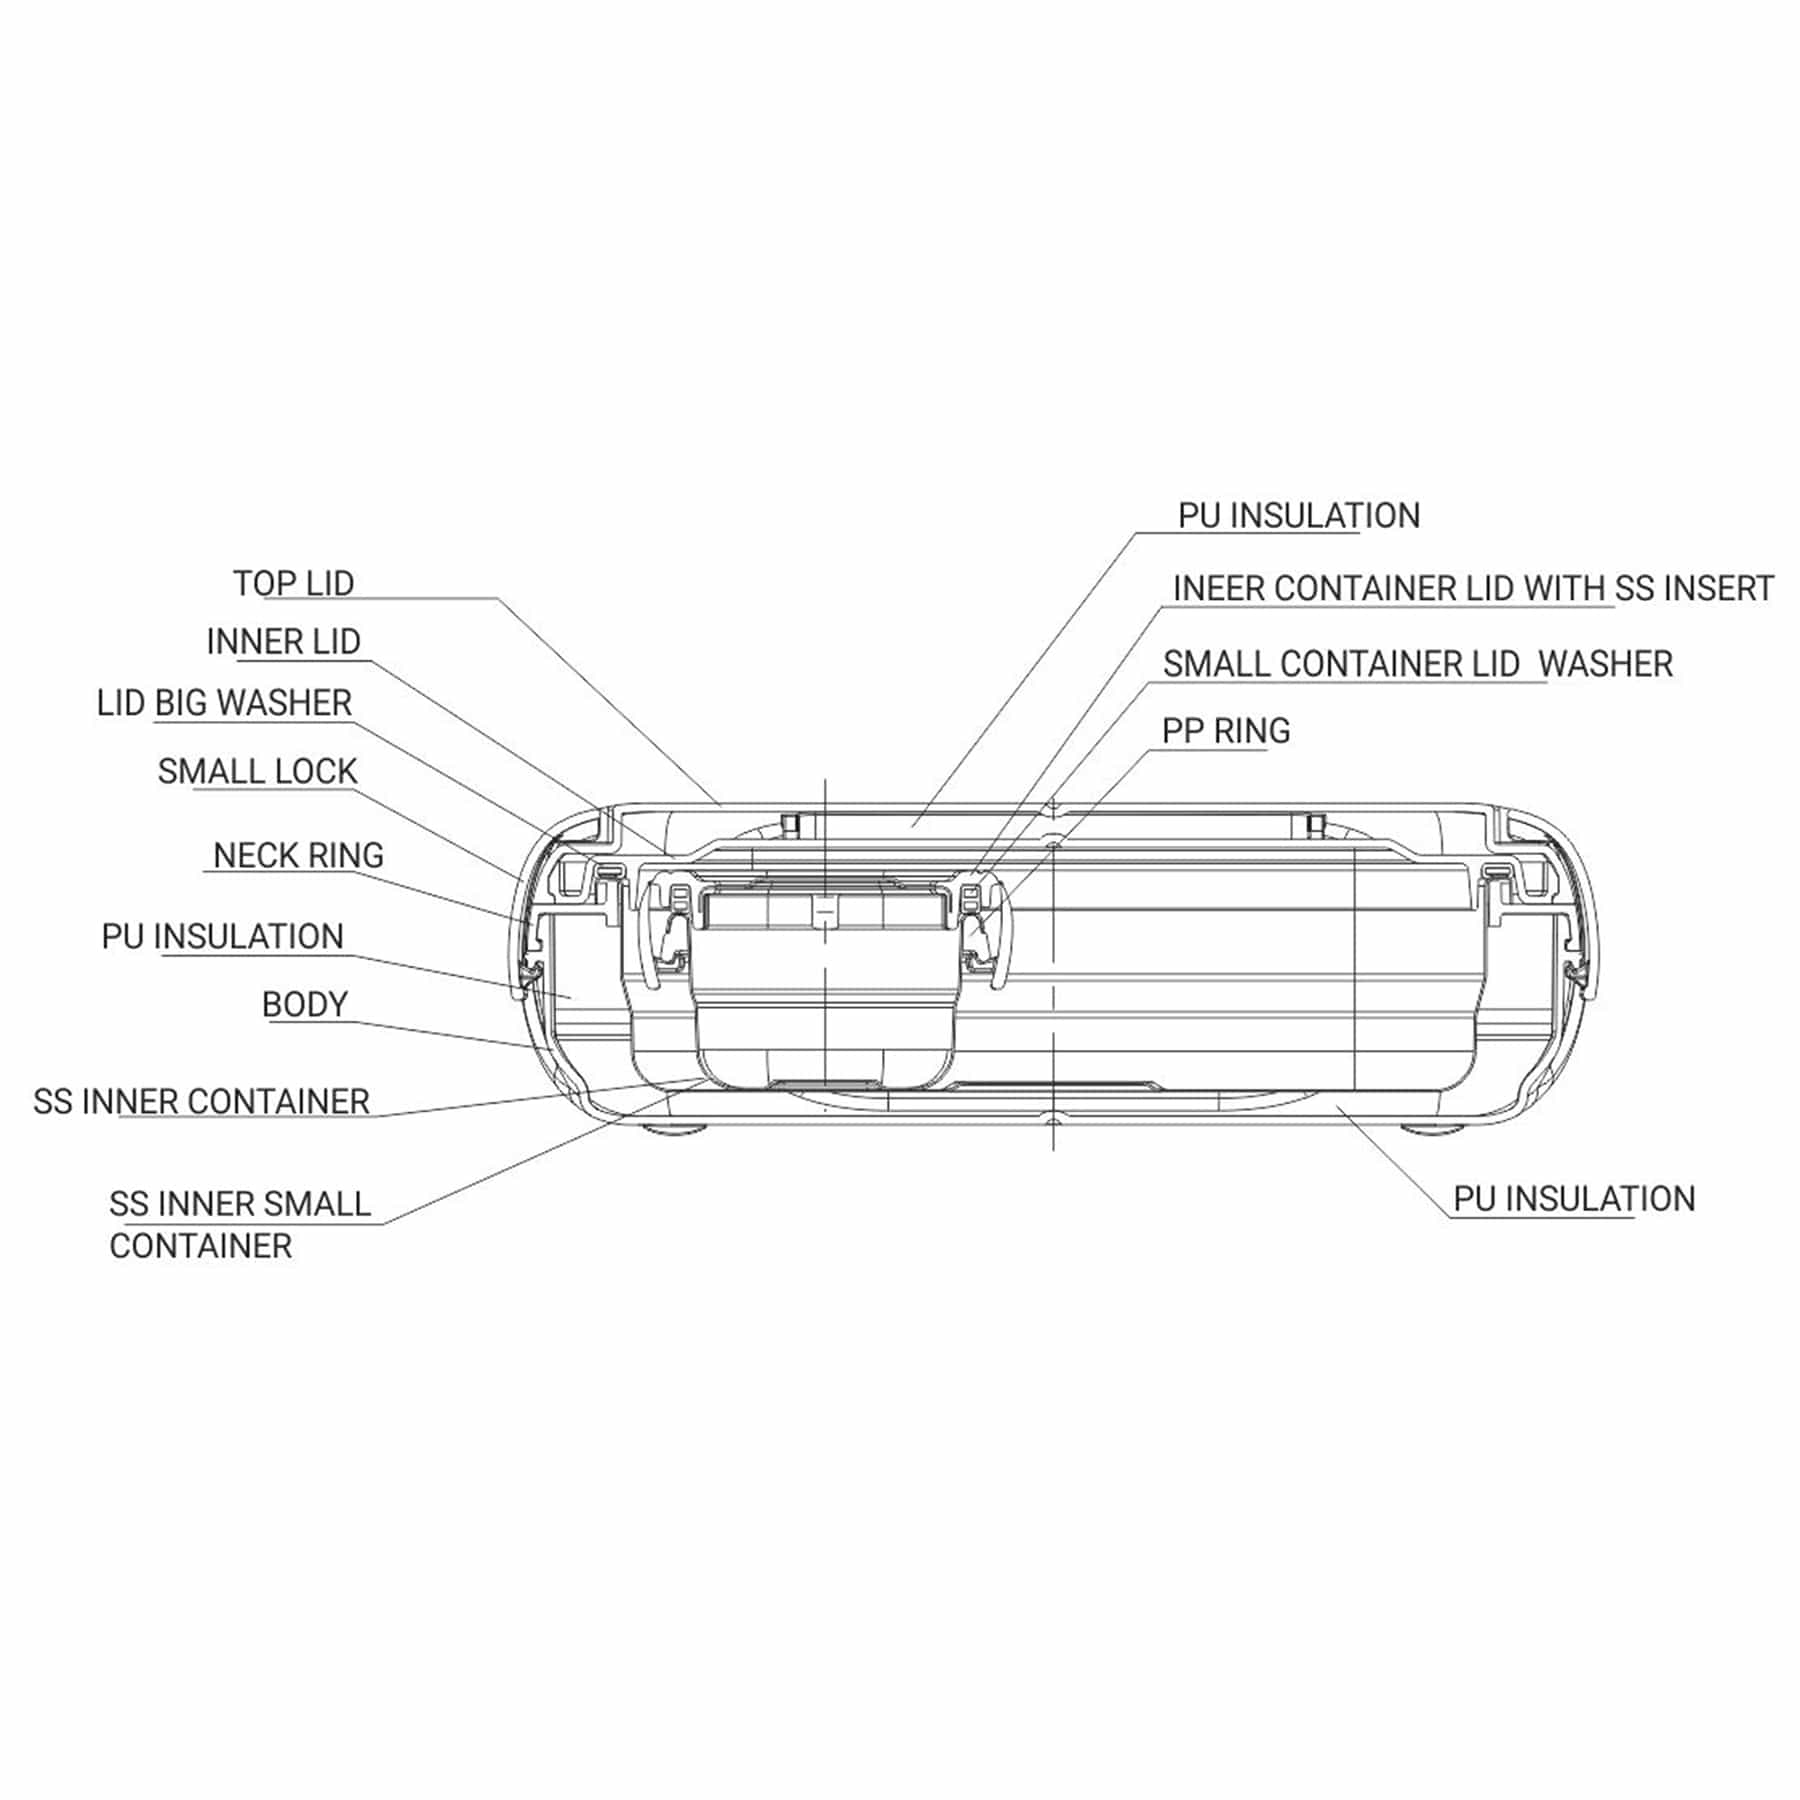 TOP LID
INNER LID
LID BIG WASHER
SMALL LOCK
NECK RING
PU INSULATION
BODY
SS INNER CONTAINER
SS INNER SMALL
CONTAINER
PU INSULATION
INEER CONTAINER LID WITH SS INSERT
SMALL CONTAINER LID WASHER
PP RING
PU INSULATION